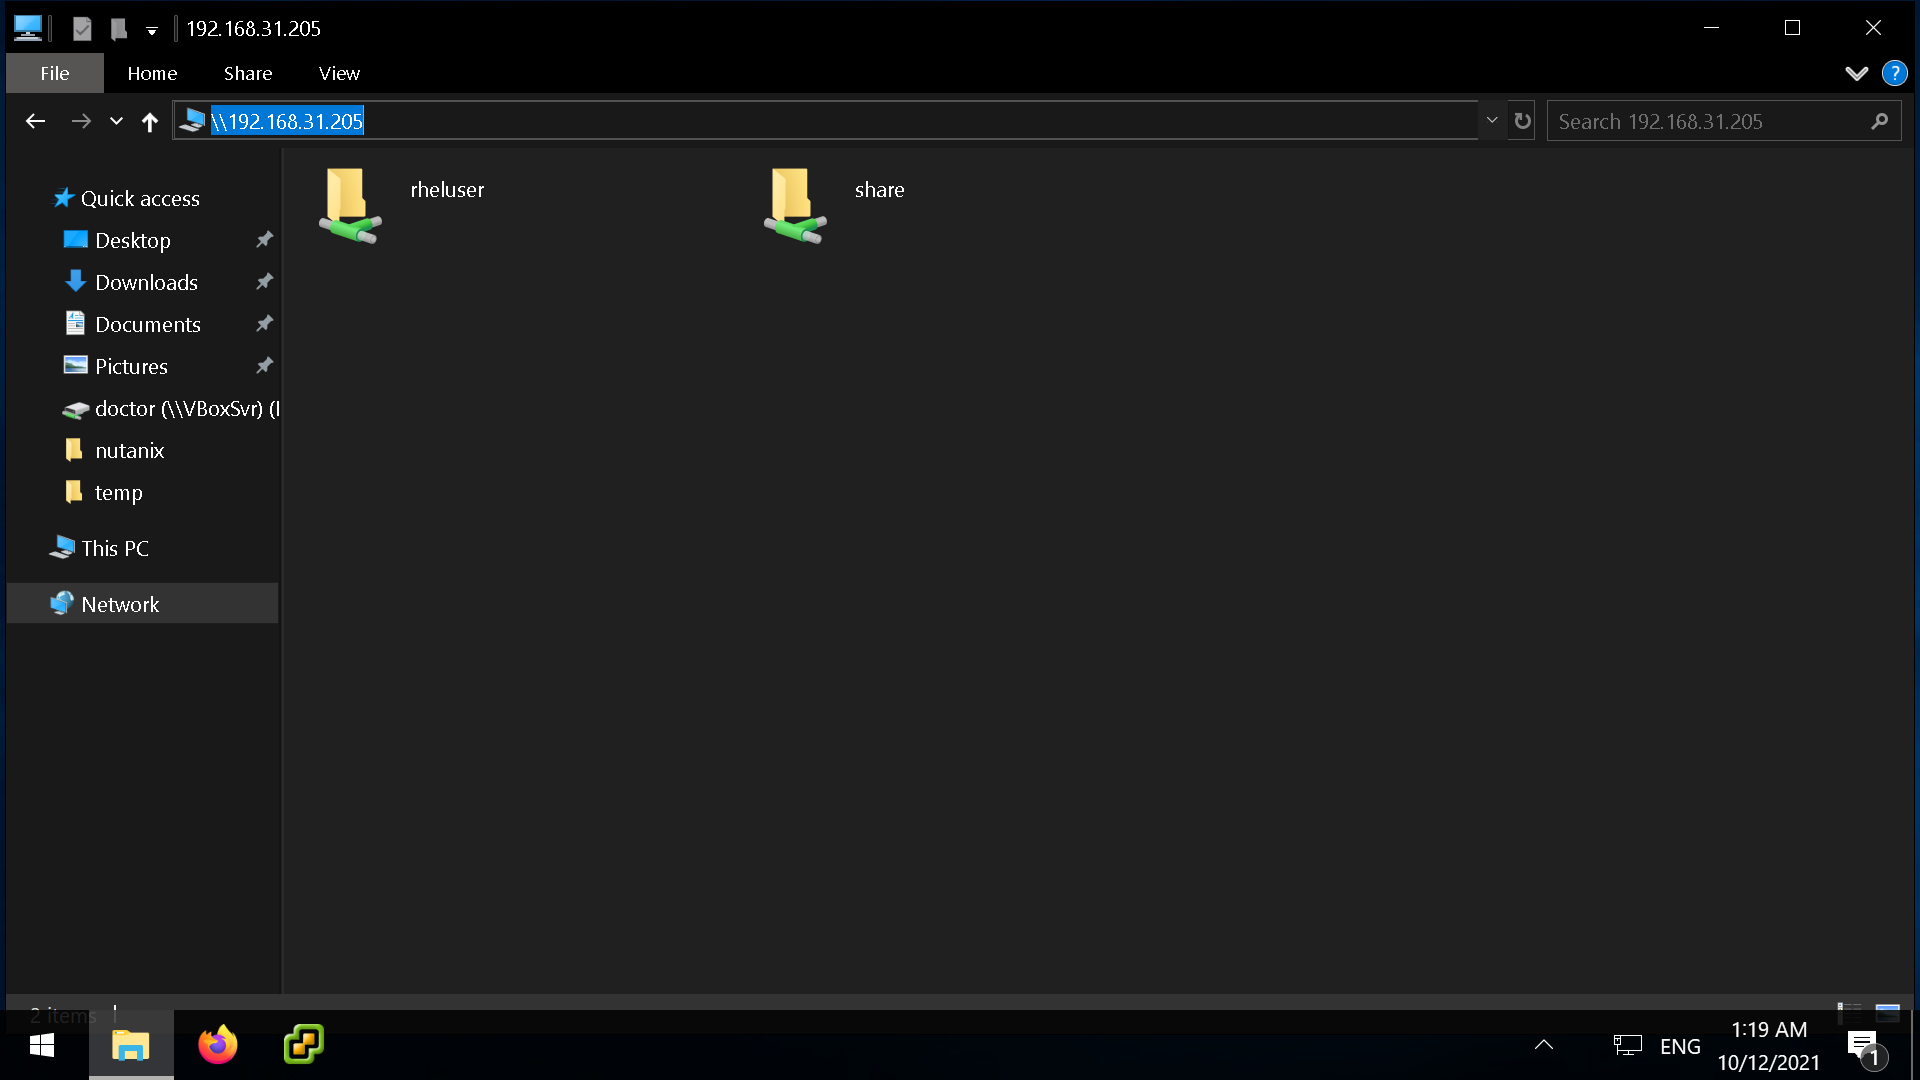 192.168.31.205
File Home Share View
?
\\192.168.31.205
Search 192.168.31.205
Quick access
Desktop
Downloads
Documents
Pictures
doctor (\\VBoxSvr) (
nutanix
temp
This PC
Network
rheluser
share
2 items
ENG
1:19 AM
10/12/2021
1